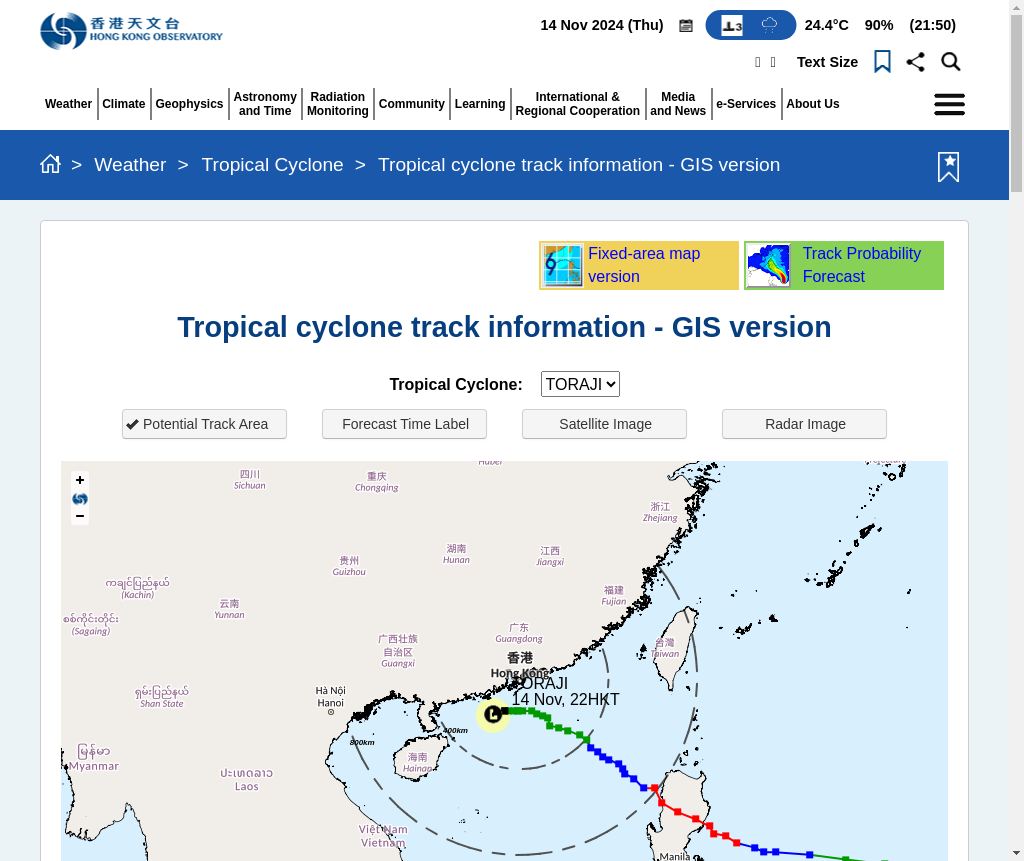 香港天文台
HONG KONG OBSERVATORY
14 Nov 2024 (Thu)
3
24.4°C 90% (21:50)
Text Size
Weather
Climate
Geophysics
Astronomy
and Time
Radiation
Monitoring
Community
Learning
International &
Regional Cooperation
Media
and News
e-Services
About Us
> Weather > Tropical Cyclone > Tropical cyclone track information - GIS version
Fixed-area map
version
Track Probability
Forecast
Tropical cyclone track information - GIS version
Tropical Cyclone: TORAJI
Potential Track Area
Forecast Time Label
Satellite Image
Radar Image
+
−
Hubei
四川
Sichuan
重庆
Chongqing
浙江
Zhejiang
湖南
Hunan
江西
Jiangxi
贵州
Guizhou
ကချင်ပြည်နယ်
(Kachin)
福建
Fujian
云南
Yunnan
စစ်ကိုင်းတိုင်း
(Sagaing)
广东
Guangdong
广西壮族
自治区
Guangxi
台灣
Taiwan
香港
Hong Kong
TORAJI
14 Nov, 22HKT
ရှမ်းပြည်နယ်
Shan State
Hà Nội
Hanoi
400km
800km
မြန်မာ
Myanmar
海南
Hainan
ປະເທດລາວ
Laos
Việt Nam
Vietnam
Manila